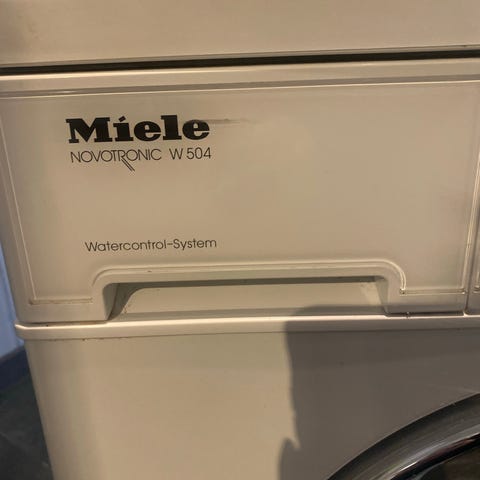 Miele
NOVOTRONIC W 504
Watercontrol-System